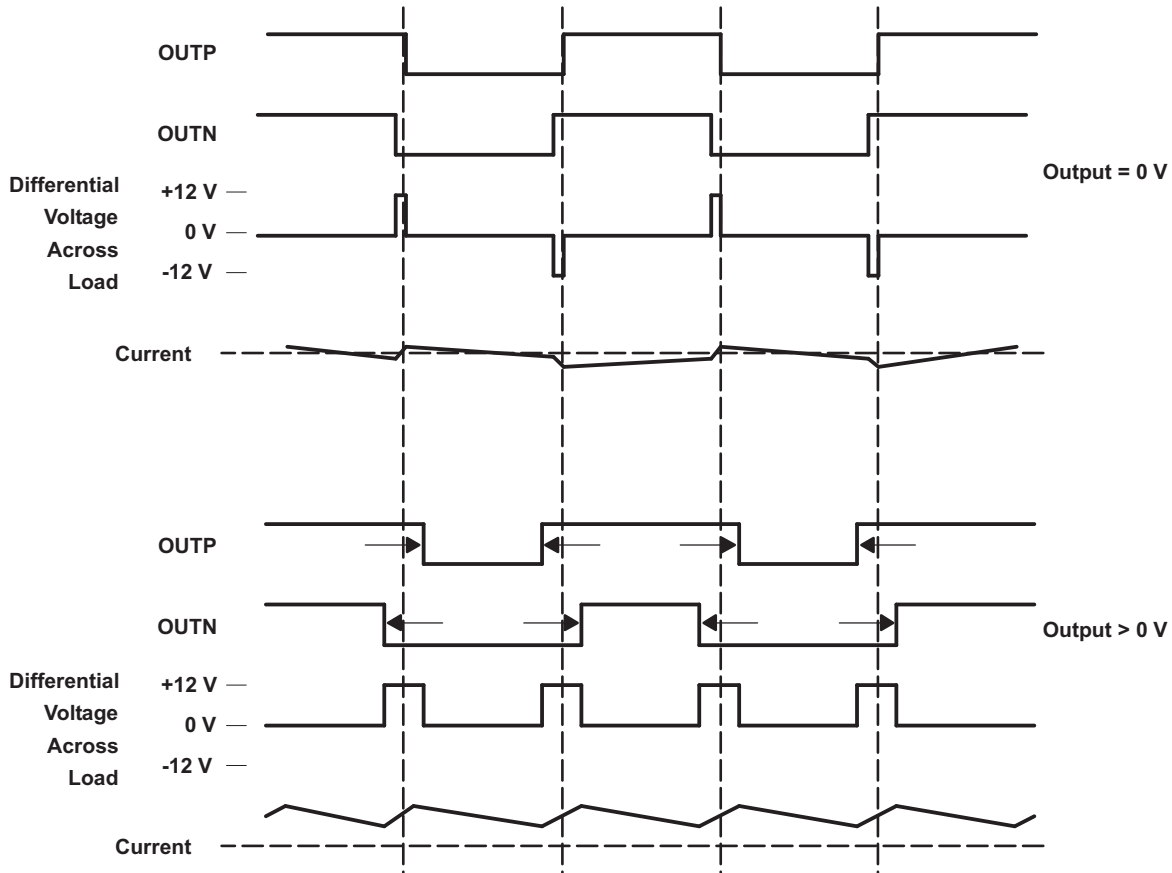 OUTP
OUTN
Output = 0 V
Differential
Voltage
Across
Load
+12 V
0 V
-12 V
Current
OUTP
OUTN
Output > 0 V
Differential
Voltage
Across
Load
+12 V
0 V
-12 V
Current